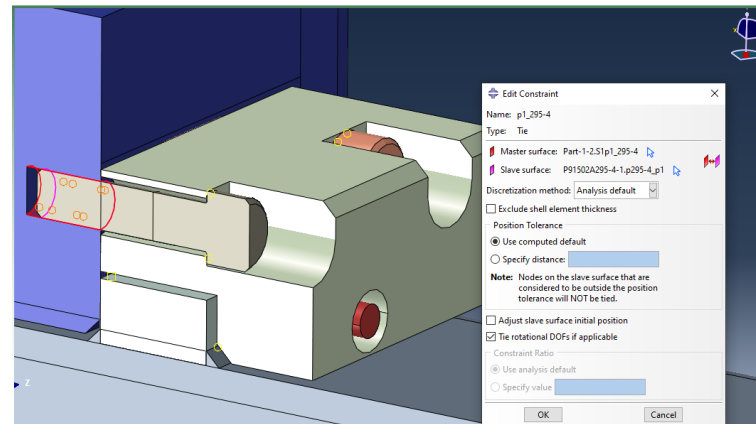 Edit Constraint
Name: p1_295-4
Type: Tie
Master surface: Part-1-2.S1p1_295-4
Slave surface: P91502A295-4-1.p295-4_p1
Discretization method: Analysis default
Exclude shell element thickness
Position Tolerance
Use computed default
Specify distance:
Note: Nodes on the slave surface that are
considered to be outside the position
tolerance will NOT be tied.
Adjust slave surface initial position
Tie rotational DOFs if applicable
Constraint Ratio
Use analysis default
Specify value
OK Cancel
Z